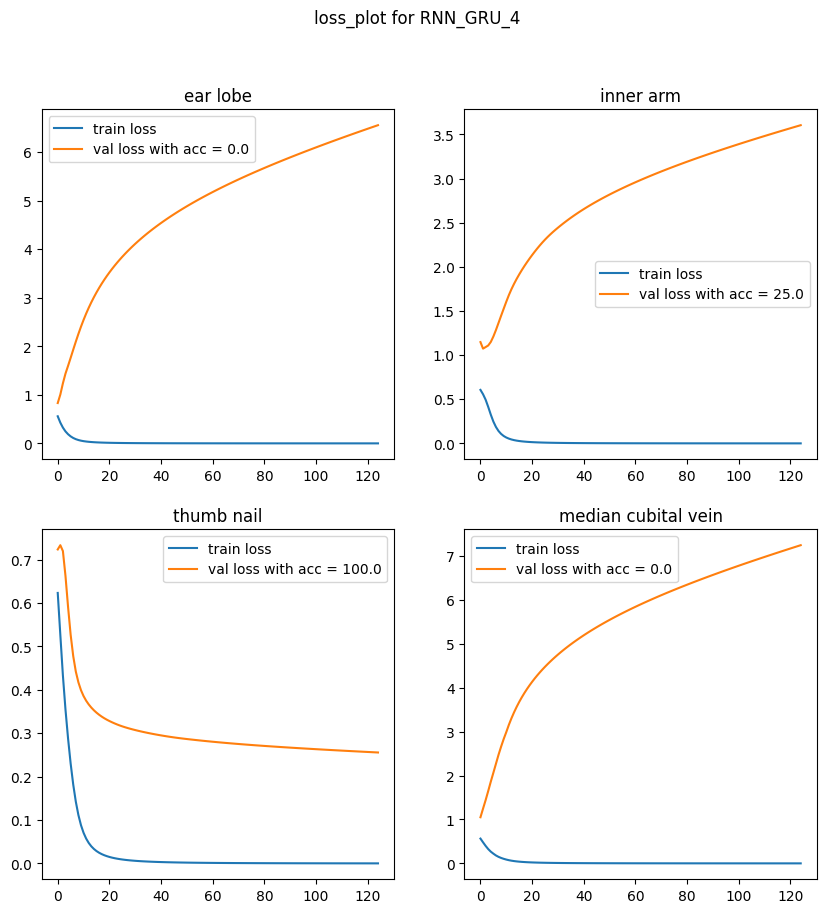 loss_plot for RNN_GRU_4
ear lobe
train loss
val loss with acc = 0.0
6
5
4
3
2
1
0
0 20 40 60 80 100 120
inner arm
3.5
3.0
2.5
2.0
1.5
1.0
0.5
0.0
train loss
val loss with acc = 25.0
0 20 40 60 80 100 120
thumb nail
train loss
val loss with acc = 100.0
0.7
0.6
0.5
0.4
0.3
0.2
0.1
0.0
0 20 40 60 80 100 120
median cubital vein
train loss
val loss with acc = 0.0
7
6
5
4
3
2
1
0
0 20 40 60 80 100 120